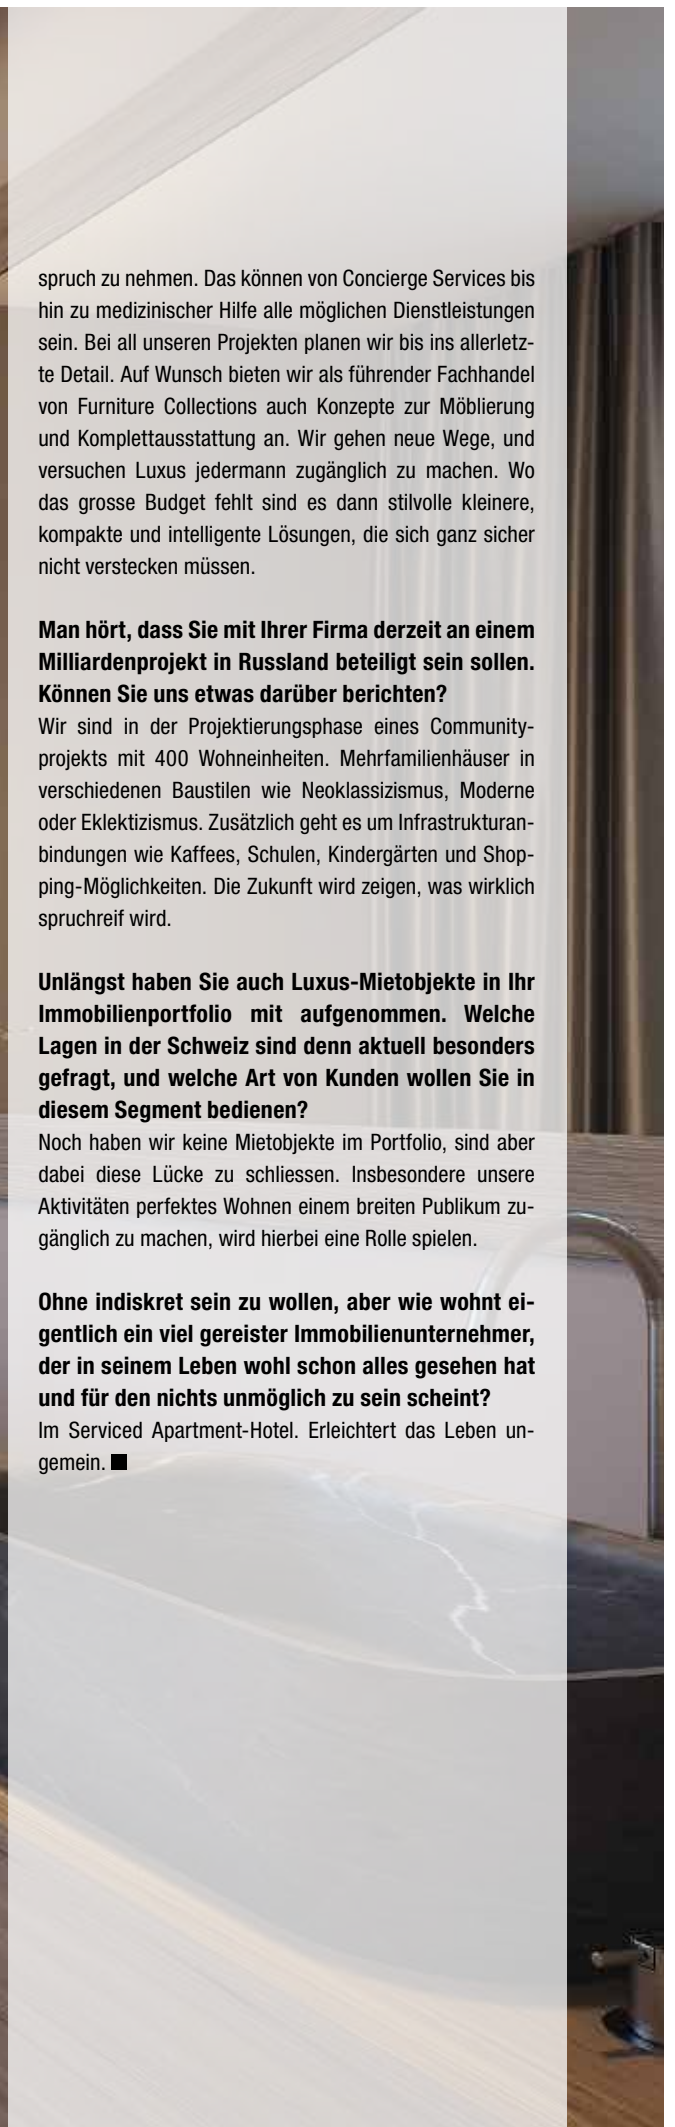 spruch zu nehmen. Das können von Concierge Services bis
hin zu medizinischer Hilfe alle möglichen Dienstleistungen
sein. Bei all unseren Projekten planen wir bis ins allerletz-
te Detail. Auf Wunsch bieten wir als führender Fachhandel
von Furniture Collections auch Konzepte zur Möblierung
und Komplettausstattung an. Wir gehen neue Wege, und
versuchen Luxus jedermann zugänglich zu machen. Wo
das grosse Budget fehlt sind es dann stilvolle kleinere,
kompakte und intelligente Lösungen, die sich ganz sicher
nicht verstecken müssen.

Man hört, dass Sie mit Ihrer Firma derzeit an einem
Milliardenprojekt in Russland beteiligt sein sollen.
Können Sie uns etwas darüber berichten?
Wir sind in der Projektierungsphase eines Community-
projekts mit 400 Wohneinheiten. Mehrfamilienhäuser in
verschiedenen Baustilen wie Neoklassizismus, Moderne
oder Eklektizismus. Zusätzlich geht es um Infrastrukturan-
bindungen wie Kaffees, Schulen, Kindergärten und Shop-
ping-Möglichkeiten. Die Zukunft wird zeigen, was wirklich
spruchreif wird.

Unlängst haben Sie auch Luxus-Mietobjekte in Ihr
Immobilienportfolio mit aufgenommen. Welche
Lagen in der Schweiz sind denn aktuell besonders
gefragt, und welche Art von Kunden wollen Sie in
diesem Segment bedienen?
Noch haben wir keine Mietobjekte im Portfolio, sind aber
dabei diese Lücke zu schliessen. Insbesondere unsere
Aktivitäten perfektes Wohnen einem breiten Publikum zu-
gänglich zu machen, wird hierbei eine Rolle spielen.

Ohne indiskret sein zu wollen, aber wie wohnt ei-
gentlich ein viel gereister Immobilienunternehmer,
der in seinem Leben wohl schon alles gesehen hat
und für den nichts unmöglich zu sein scheint?
Im Serviced Apartment-Hotel. Erleichtert das Leben un-
gemein. ■